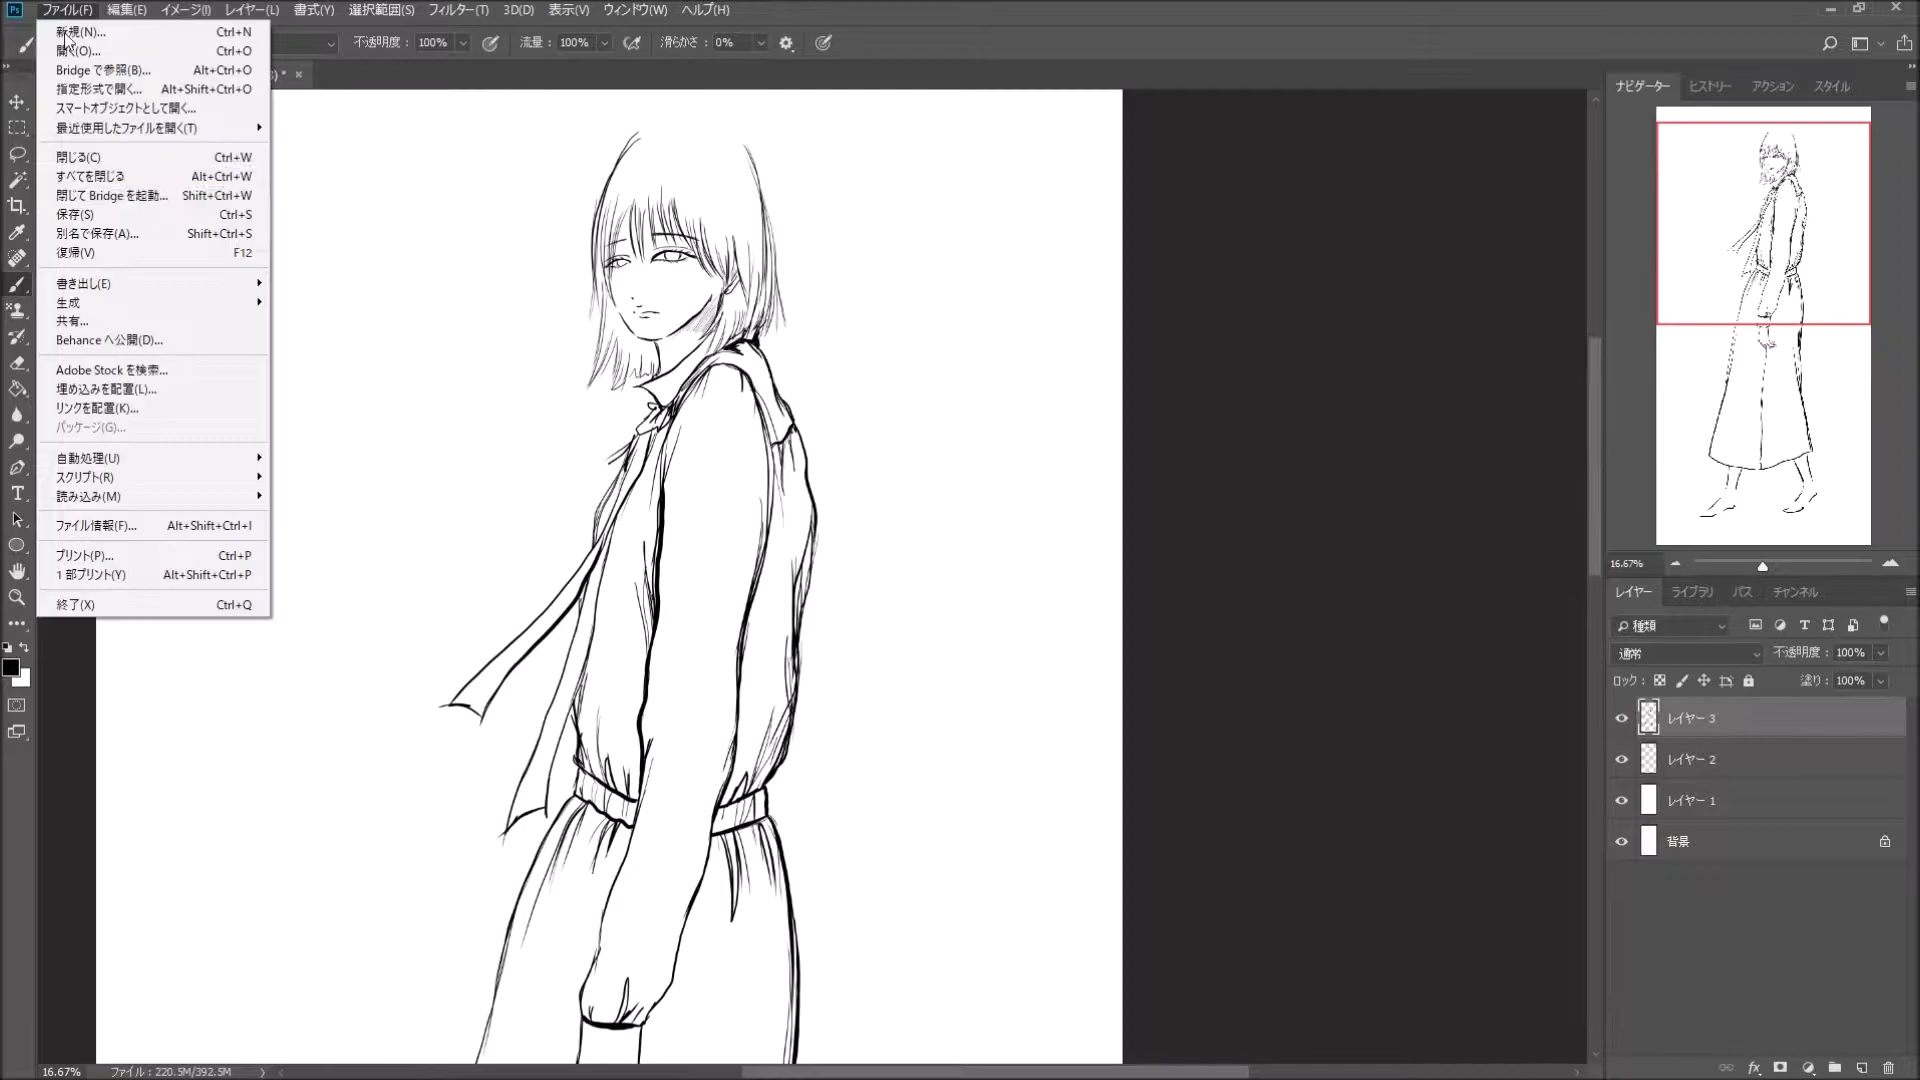 Ps ファイル(F) 編集(E) イメージ(I) レイヤー(L) 書式(Y) 選択範囲(S) フィルター(T) 3D(D) 表示(V) ウィンドウ(W) ヘルプ(H)
不透明度 : 100% 流量 : 100% 滑らかさ : 0%
新規(N)... Ctrl+N
開く(O)... Ctrl+O
Bridge で参照(B)... Alt+Ctrl+O
指定形式で開く... Alt+Shift+Ctrl+O
スマートオブジェクトとして開く...
最近使用したファイルを開く(T)
閉じる(C) Ctrl+W
すべてを閉じる Alt+Ctrl+W
閉じて Bridge を起動... Shift+Ctrl+W
保存(S) Ctrl+S
別名で保存(A)... Shift+Ctrl+S
復帰(V) F12
書き出し(E)
生成
共有...
Behance へ公開(D)...
Adobe Stock を検索...
埋め込みを配置(L)...
リンクを配置(K)...
パッケージ(G)...
自動処理(U)
スクリプト(R)
読み込み(M)
ファイル情報(F)... Alt+Shift+Ctrl+I
プリント(P)... Ctrl+P
1 部プリント(Y) Alt+Shift+Ctrl+P
終了(X) Ctrl+Q
ナビゲーター ヒストリー アクション スタイル
16.67%
レイヤー ライブラリ パス チャンネル
種類
通常 不透明度 : 100%
ロック : 塗り : 100%
レイヤー 3
レイヤー 2
レイヤー 1
背景
16.67% ファイル : 220.5M/392.5M